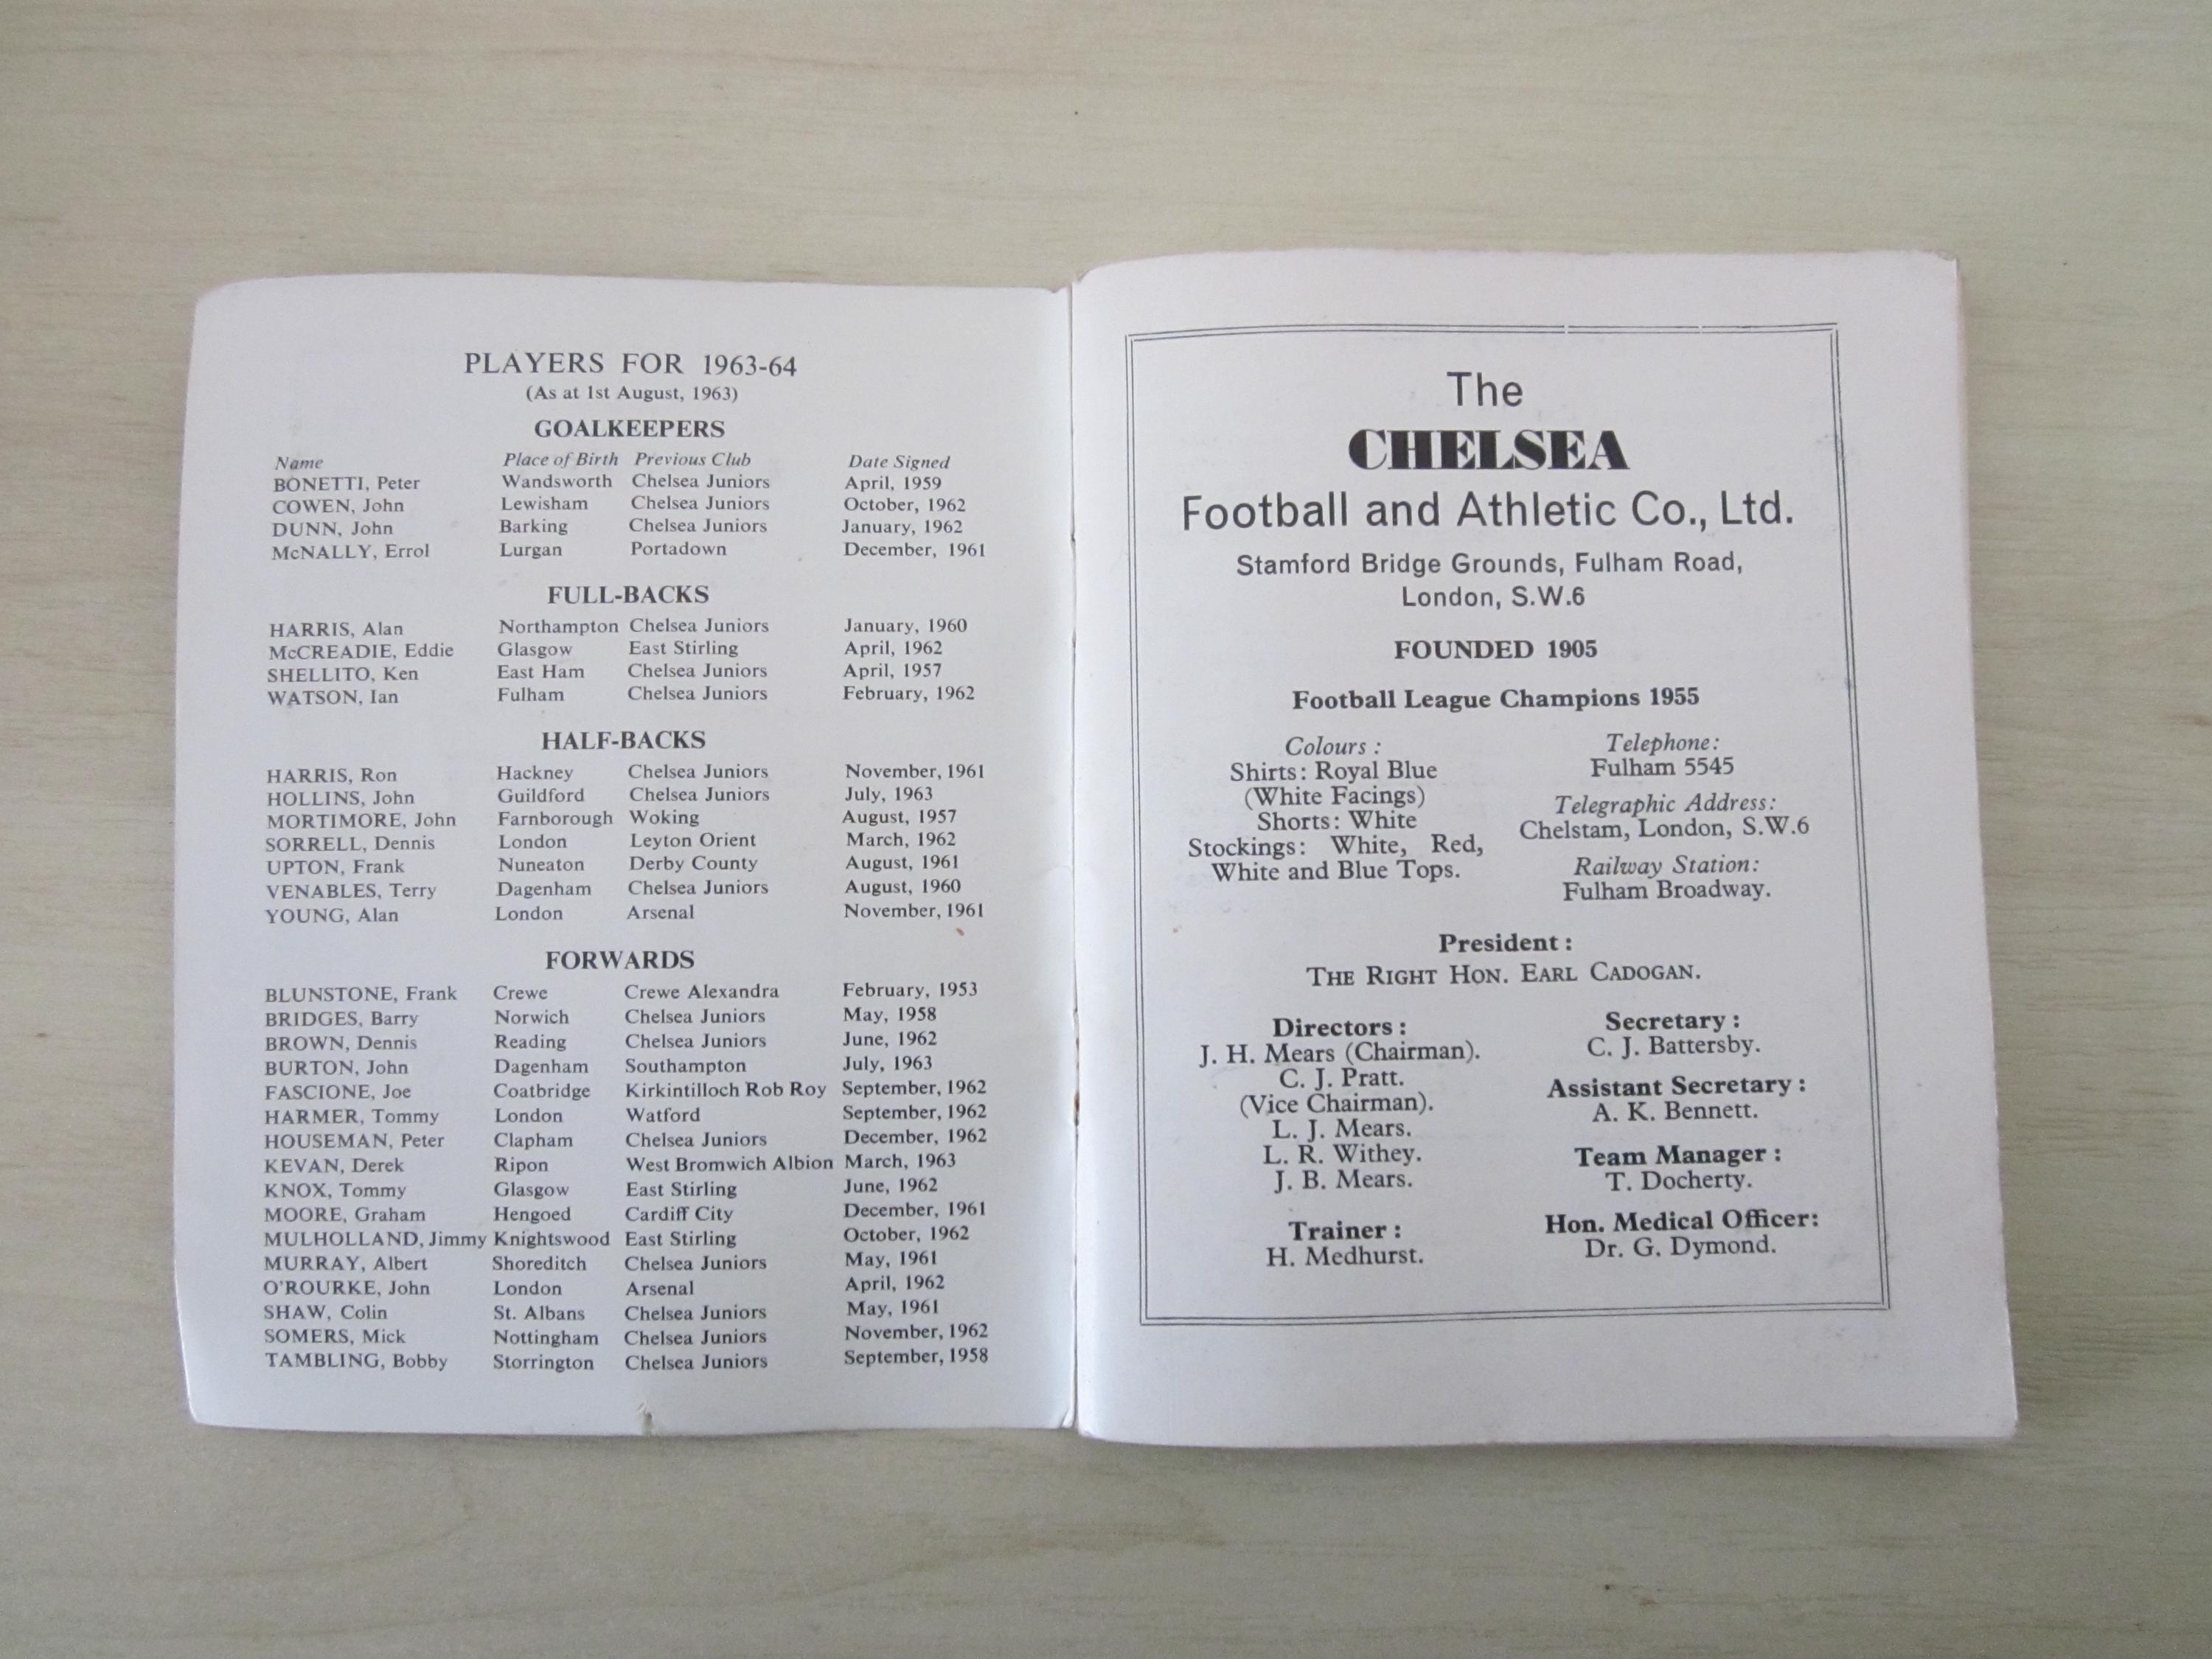 PLAYERS FOR 1963-64
(As at 1st August, 1963)
GOALKEEPERS
Name Place of Birth Previous Club Date Signed
BONETTI, Peter Wandsworth Chelsea Juniors April, 1959
COWEN, John Lewisham Chelsea Juniors October, 1962
DUNN, John Barking Chelsea Juniors January, 1962
McNALLY, Errol Lurgan Portadown December, 1961
FULL-BACKS
HARRIS, Alan Northampton Chelsea Juniors January, 1960
McCREADIE, Eddie Glasgow East Stirling April, 1962
SHELLITO, Ken East Ham Chelsea Juniors April, 1957
WATSON, Ian Fulham Chelsea Juniors February, 1962
HALF-BACKS
HARRIS, Ron Hackney Chelsea Juniors November, 1961
HOLLINS, John Guildford Chelsea Juniors July, 1963
MORTIMORE, John Farnborough Woking August, 1957
SORRELL, Dennis London Leyton Orient March, 1962
UPTON, Frank Nuneaton Derby County August, 1961
VENABLES, Terry Dagenham Chelsea Juniors August, 1960
YOUNG, Alan London Arsenal November, 1961
FORWARDS
BLUNSTONE, Frank Crewe Crewe Alexandra February, 1953
BRIDGES, Barry Norwich Chelsea Juniors May, 1958
BROWN, Dennis Reading Chelsea Juniors June, 1962
BURTON, John Dagenham Southampton July, 1963
FASCIONE, Joe Coatbridge Kirkintilloch Rob Roy September, 1962
HARMER, Tommy London Watford September, 1962
HOUSEMAN, Peter Clapham Chelsea Juniors December, 1962
KEVAN, Derek Ripon West Bromwich Albion March, 1963
KNOX, Tommy Glasgow East Stirling June, 1962
MOORE, Graham Hengoed Cardiff City December, 1961
MULHOLLAND, Jimmy Knightswood East Stirling October, 1962
MURRAY, Albert Shoreditch Chelsea Juniors May, 1961
O'ROURKE, John London Arsenal April, 1962
SHAW, Colin St. Albans Chelsea Juniors May, 1961
SOMERS, Mick Nottingham Chelsea Juniors November, 1962
TAMBLING, Bobby Storrington Chelsea Juniors September, 1958
The
CHELSEA
Football and Athletic Co., Ltd.
Stamford Bridge Grounds, Fulham Road,
London, S.W.6
FOUNDED 1905
Football League Champions 1955
Colours :
Shirts: Royal Blue
(White Facings)
Shorts: White
Stockings: White, Red,
White and Blue Tops.
Telephone:
Fulham 5545
Telegraphic Address:
Chelstam, London, S.W.6
Railway Station:
Fulham Broadway.
President :
THE RIGHT HON. EARL CADOGAN.
Directors :
J. H. Mears (Chairman).
C. J. Pratt.
(Vice Chairman).
L. J. Mears.
L. R. Withey.
J. B. Mears.
Trainer :
H. Medhurst.
Secretary :
C. J. Battersby.
Assistant Secretary :
A. K. Bennett.
Team Manager :
T. Docherty.
Hon. Medical Officer:
Dr. G. Dymond.